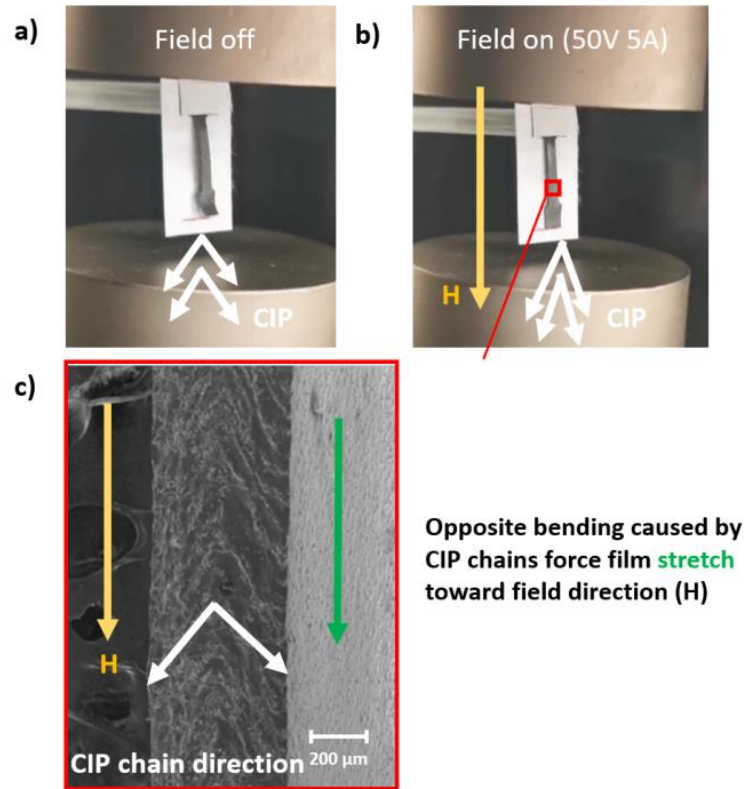 a)
Field off
CIP
b)
Field on (50V 5A)
H
CIP
c)
H
CIP chain direction
200 µm
Opposite bending caused by
CIP chains force film stretch
toward field direction (H)